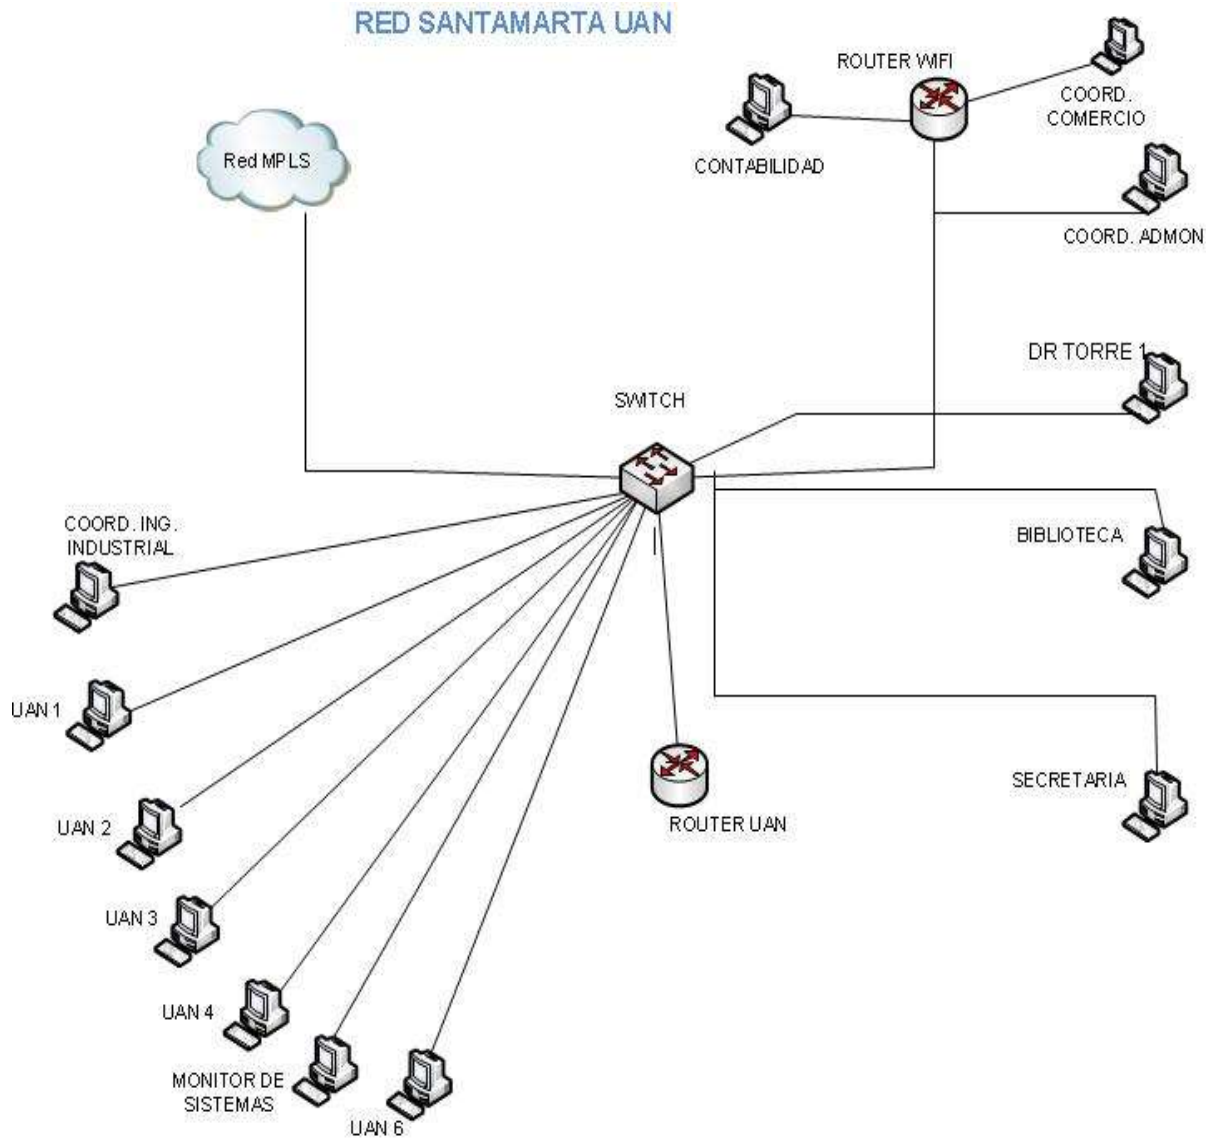 RED SANTAMARTA UAN
ROUTER WIFI
COORD.
COMERCIO
Red MPLS
CONTABILIDAD
COORD. ADMON
DR TORRE 1
SWITCH
COORD. ING.
INDUSTRIAL
BIBLIOTECA
UAN 1
SECRETARIA
UAN 2
ROUTER UAN
UAN 3
UAN 4
MONITOR DE
SISTEMAS
UAN 6